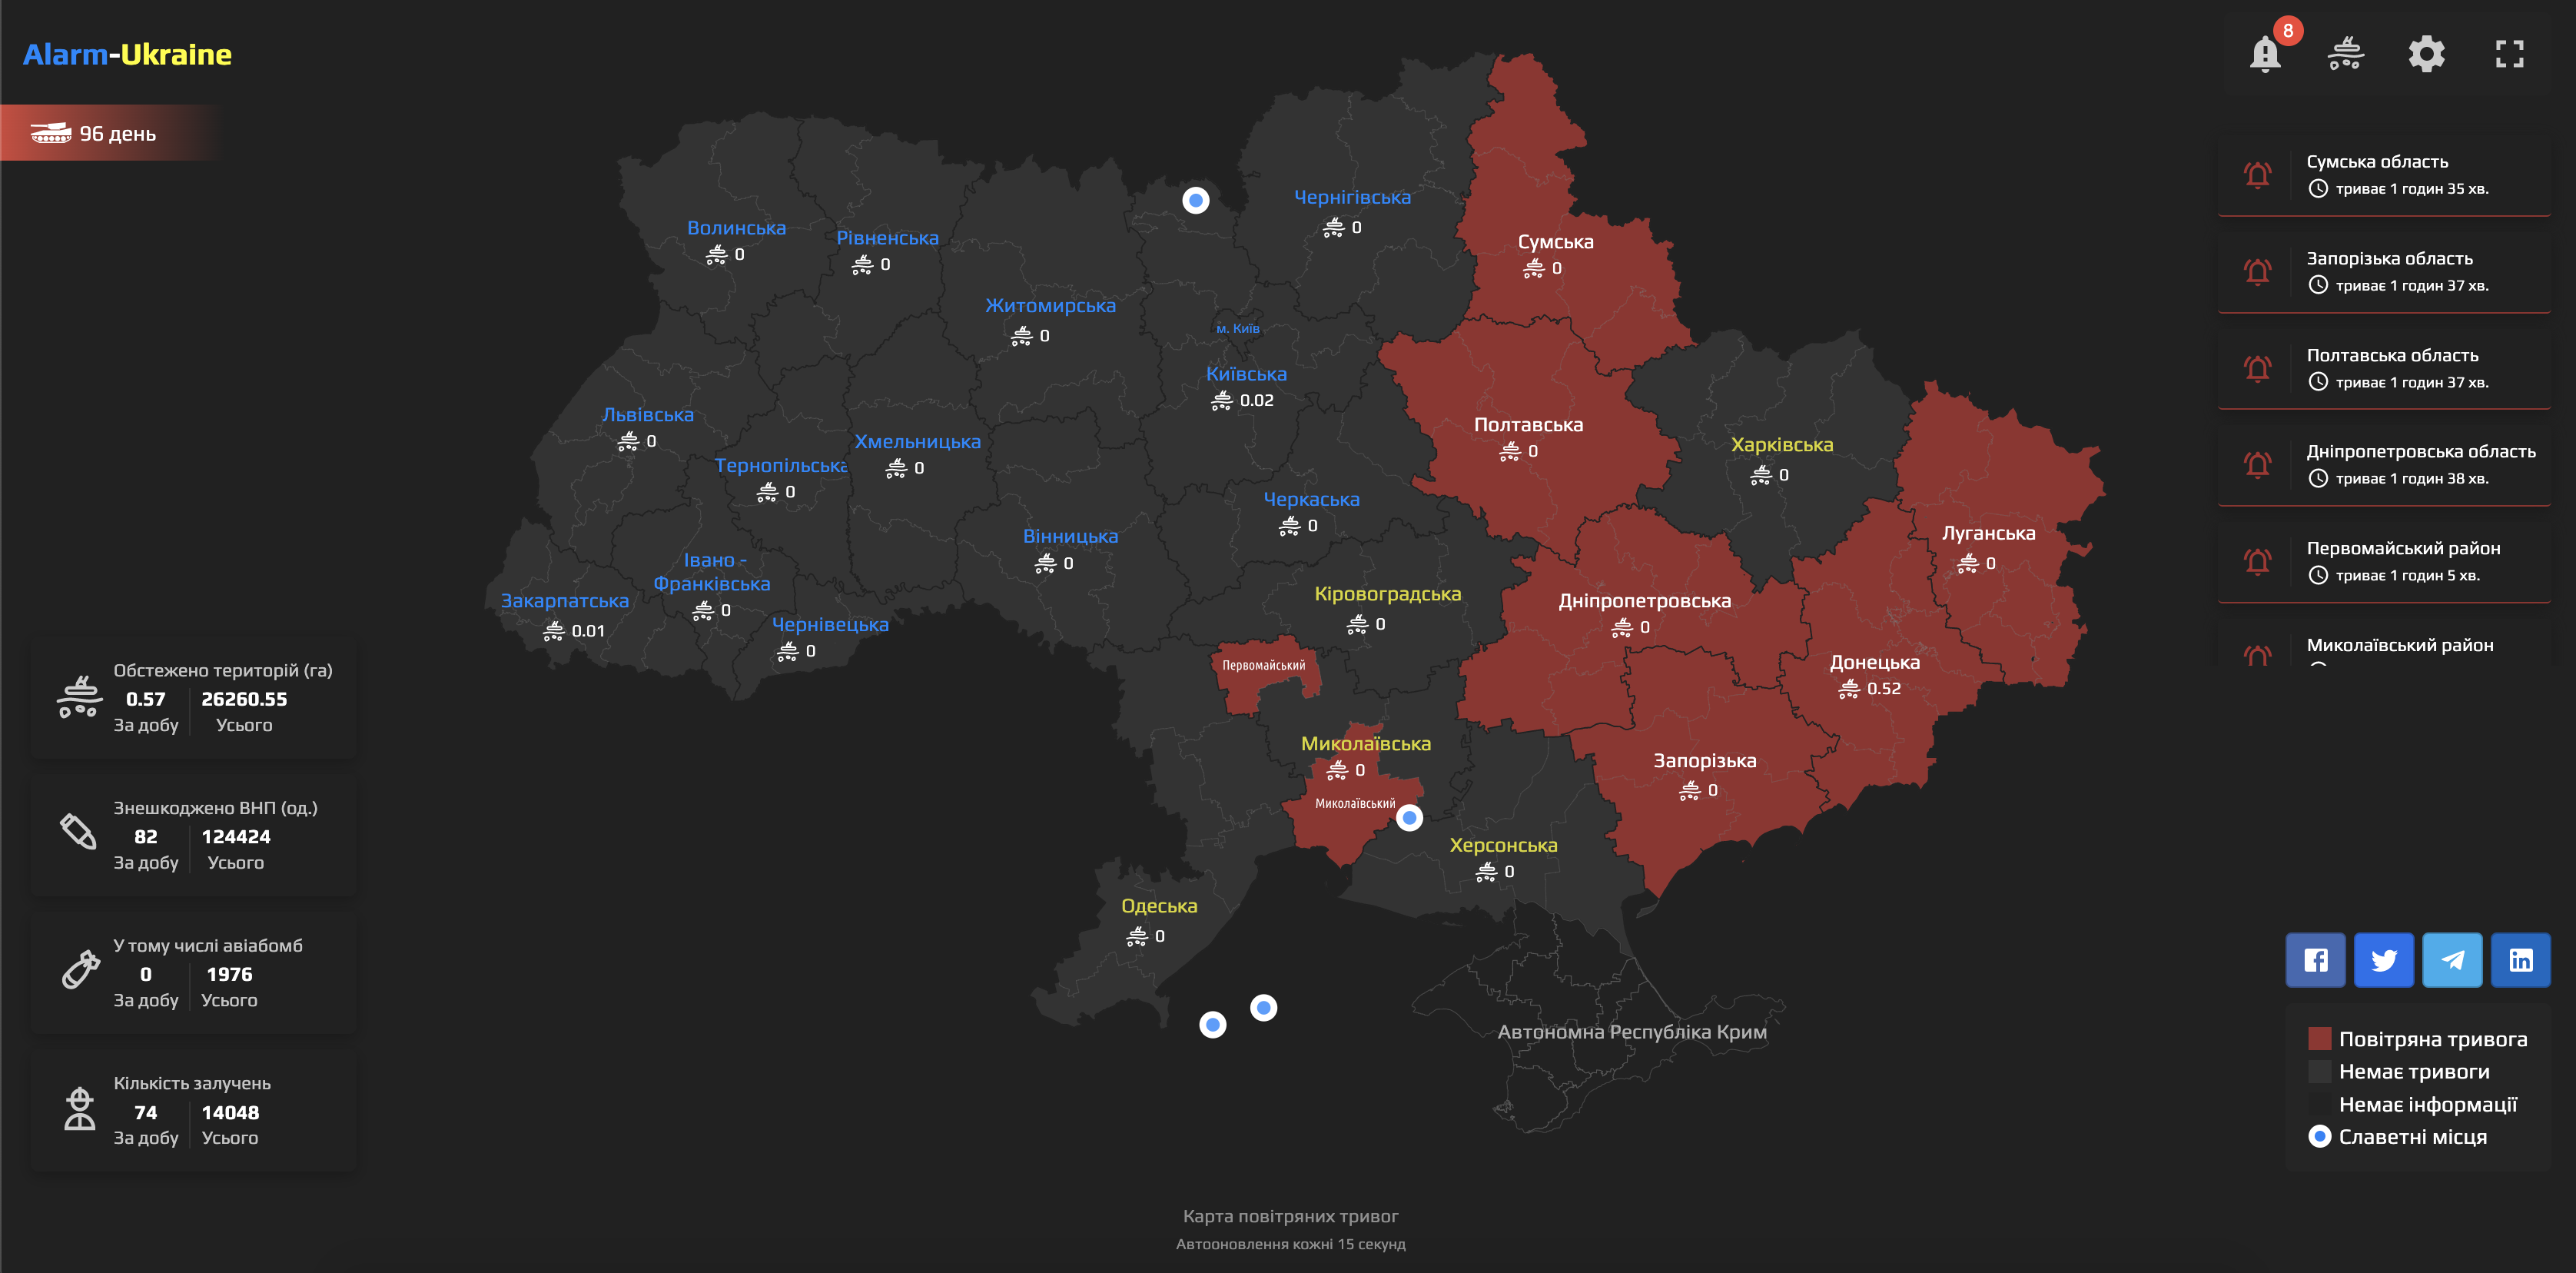 Alarm-Ukraine
8
96 день
Сумська область
триває 1 годин 35 хв.
Запорізька область
триває 1 годин 37 хв.
Полтавська область
триває 1 годин 37 хв.
Дніпропетровська область
триває 1 годин 38 хв.
Первомайський район
триває 1 годин 5 хв.
Миколаївський район
Чернігівська
0
Волинська
0
Рівненська
0
Сумська
0
Житомирська
0
м. Київ
Київська
0.02
Львівська
0
Полтавська
0
Хмельницька
0
Харківська
0
Тернопільська
0
Черкаська
0
Вінницька
0
Луганська
0
Івано -
Франківська
0
Закарпатська
0.01
Кіровоградська
0
Дніпропетровська
0
Чернівецька
0
Первомайський
Донецька
0.52
Миколаївська
0
Запорізька
0
Миколаївський
Херсонська
0
Одеська
0
Автономна Республіка Крим
Обстежено територій (га)
0.57 26260.55
За добу Усього
Знешкоджено ВНП (од.)
82 124424
За добу Усього
У тому числі авіабомб
0 1976
За добу Усього
Кількість залучень
74 14048
За добу Усього
Повітряна тривога
Немає тривоги
Немає інформації
Славетні місця
Карта повітряних тривог
Автооновлення кожні 15 секунд